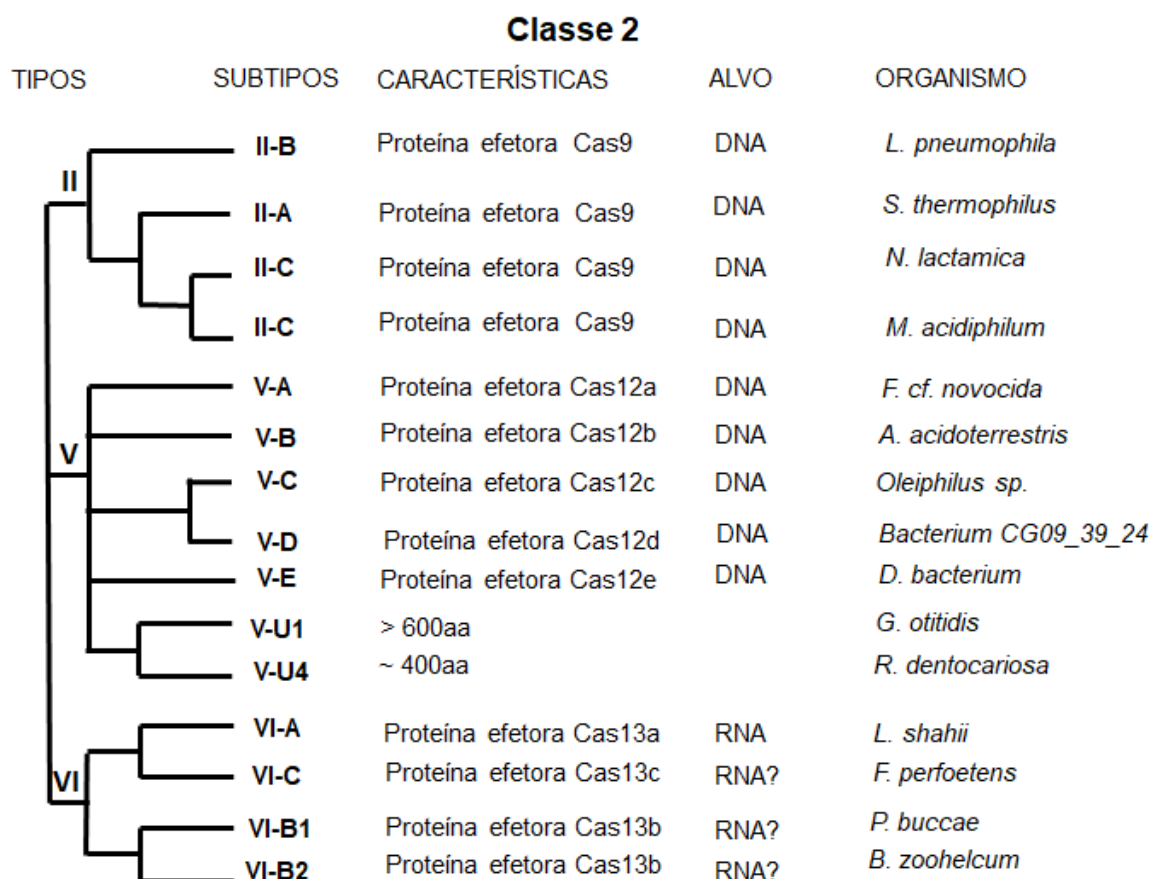 Classe 2
TIPOS SUBTIPOS CARACTERÍSTICAS ALVO ORGANISMO
II
II-B Proteína efetora Cas9 DNA L. pneumophila
II-A Proteína efetora Cas9 DNA S. thermophilus
II-C Proteína efetora Cas9 DNA N. lactamica
II-C Proteína efetora Cas9 DNA M. acidiphilum
V
V-A Proteína efetora Cas12a DNA F. cf. novocida
V-B Proteína efetora Cas12b DNA A. acidoterrestris
V-C Proteína efetora Cas12c DNA Oleiphilus sp.
V-D Proteína efetora Cas12d DNA Bacterium CG09_39_24
V-E Proteína efetora Cas12e DNA D. bacterium
V-U1 > 600aa G. otitidis
V-U4 ~ 400aa R. dentocariosa
VI
VI-A Proteína efetora Cas13a RNA L. shahii
VI-C Proteína efetora Cas13c RNA? F. perfoetens
VI-B1 Proteína efetora Cas13b RNA? P. buccae
VI-B2 Proteína efetora Cas13b RNA? B. zoohelcum